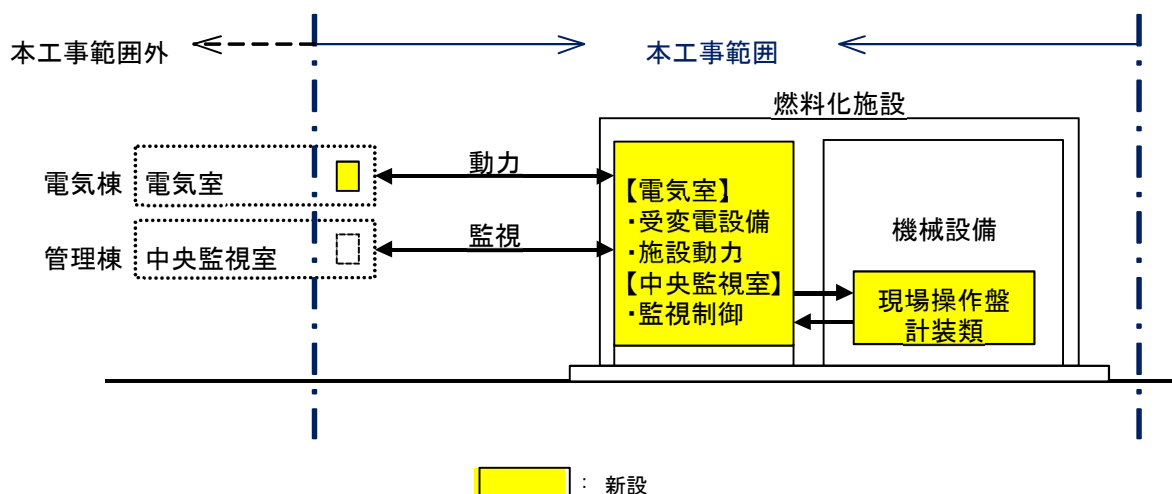 本工事範囲外
本工事範囲
燃料化施設
電気棟
電気室
動力
管理棟
中央監視室
監視
【電気室】
・受変電設備
・施設動力
【中央監視室】
・監視制御
機械設備
現場操作盤
計装類
: 新設